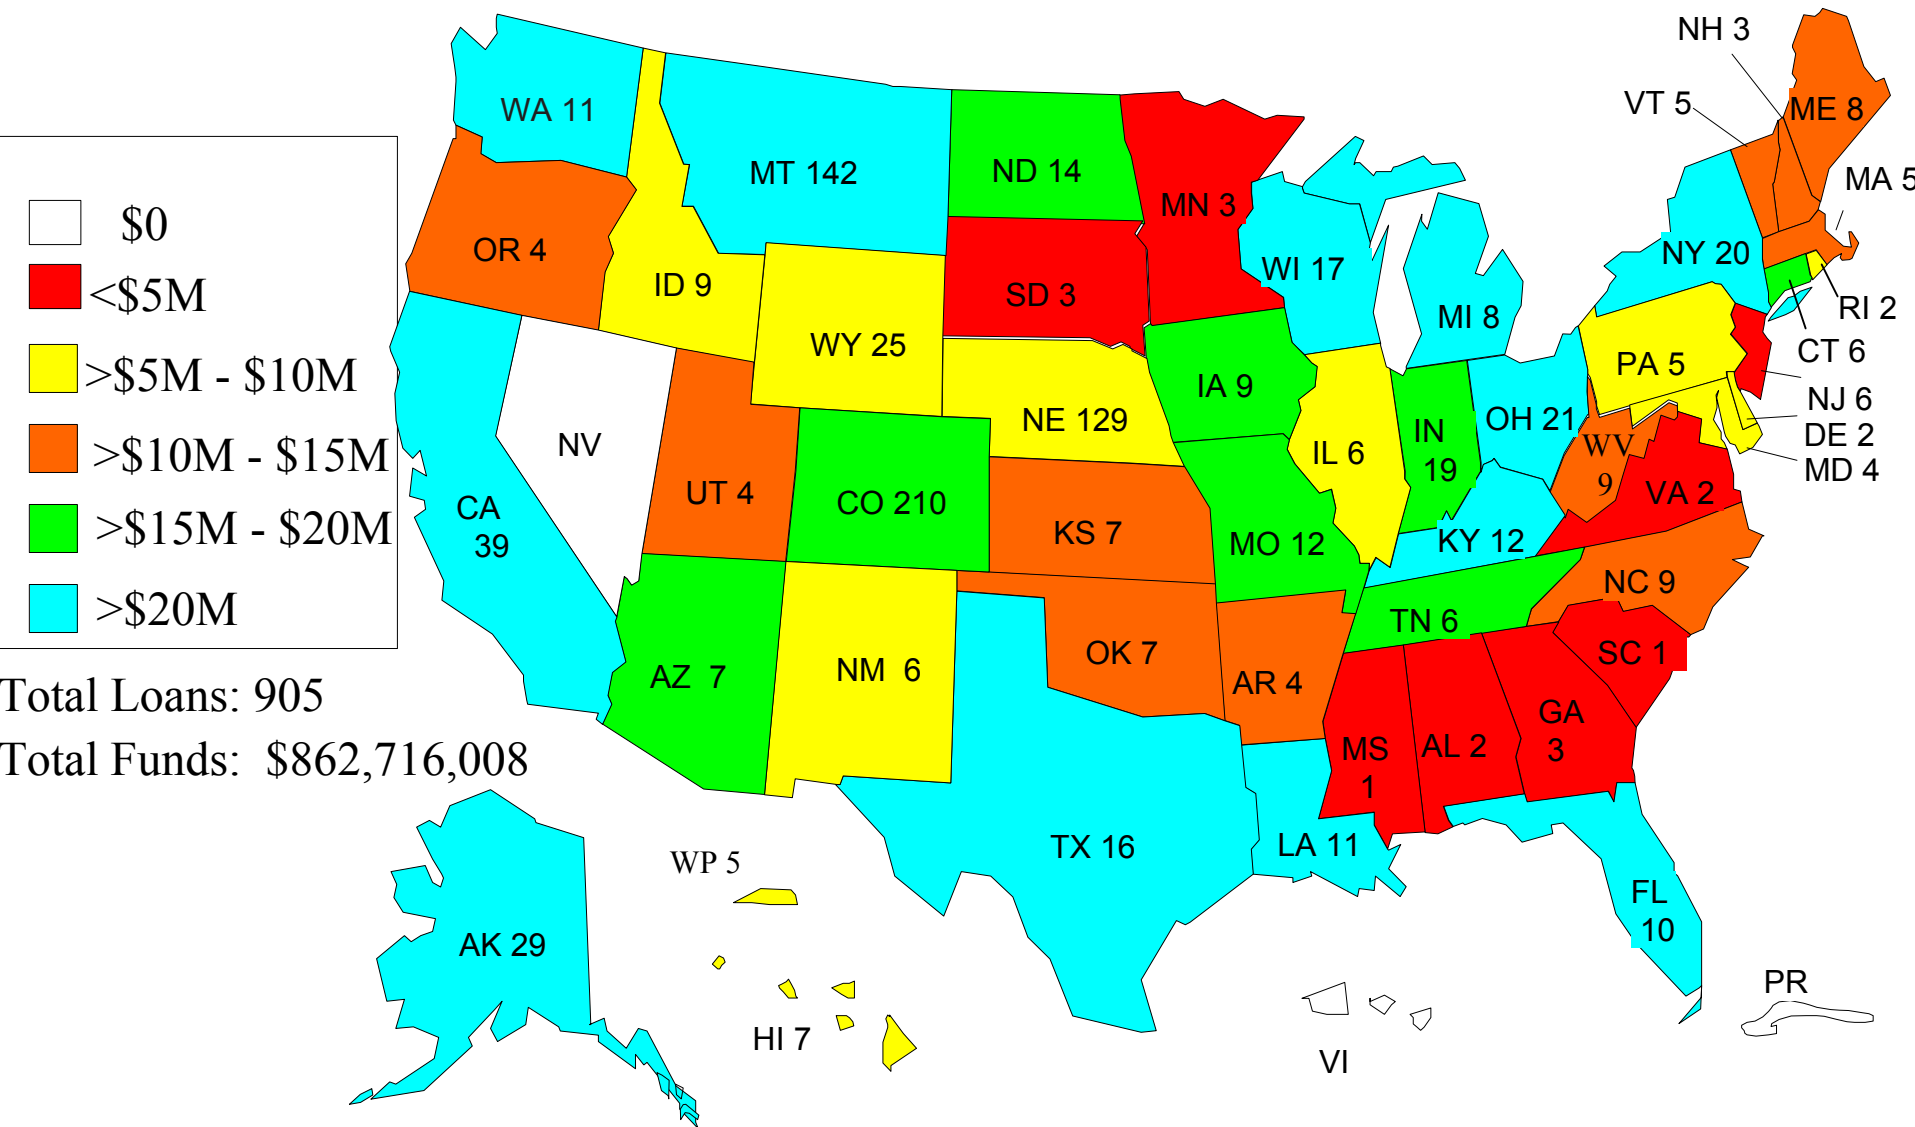 NH 3
VT 5
ME 8
WA 11
MT 142
ND 14
MN 3
MA 5
$0
OR 4
ID 9
SD 3
WI 17
NY 20
<$5M
RI 2
MI 8
WY 25
CT 6
PA 5
>$5M - $10M
IA 9
NJ 6
NE 129
OH 21
DE 2
IN
19
IL 6
WV
9
MD 4
>$10M - $15M
NV
UT 4
CO 210
VA 2
CA
39
>$15M - $20M
KS 7
MO 12
KY 12
NC 9
>$20M
TN 6
AZ 7
NM 6
OK 7
AR 4
SC 1
Total Loans: 905
GA
3
MS
1
AL 2
Total Funds: $862,716,008
TX 16
LA 11
WP 5
FL
10
AK 29
PR
HI 7
VI